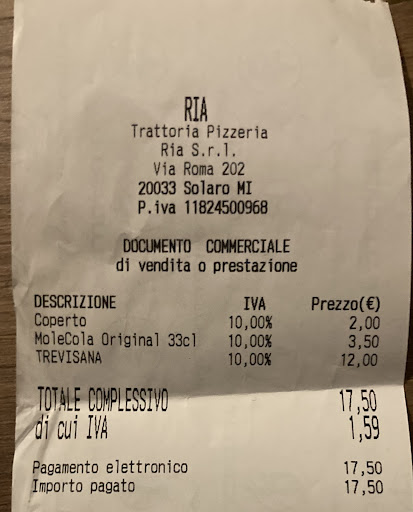 RIA
Trattoria Pizzeria
Ria S.r.l.
Via Roma 202
20033 Solaro MI
P.iva 11824500968
DOCUMENTO COMMERCIALE
di vendita o prestazione
DESCRIZIONE IVA Prezzo(€)
Coperto 10,00% 2,00
MoleCola Original 33cl 10,00% 3,50
TREVISANA 10,00% 12,00
TOTALE COMPLESSIVO 17,50
di cui IVA 1,59
Pagamento elettronico 17,50
Importo pagato 17,50